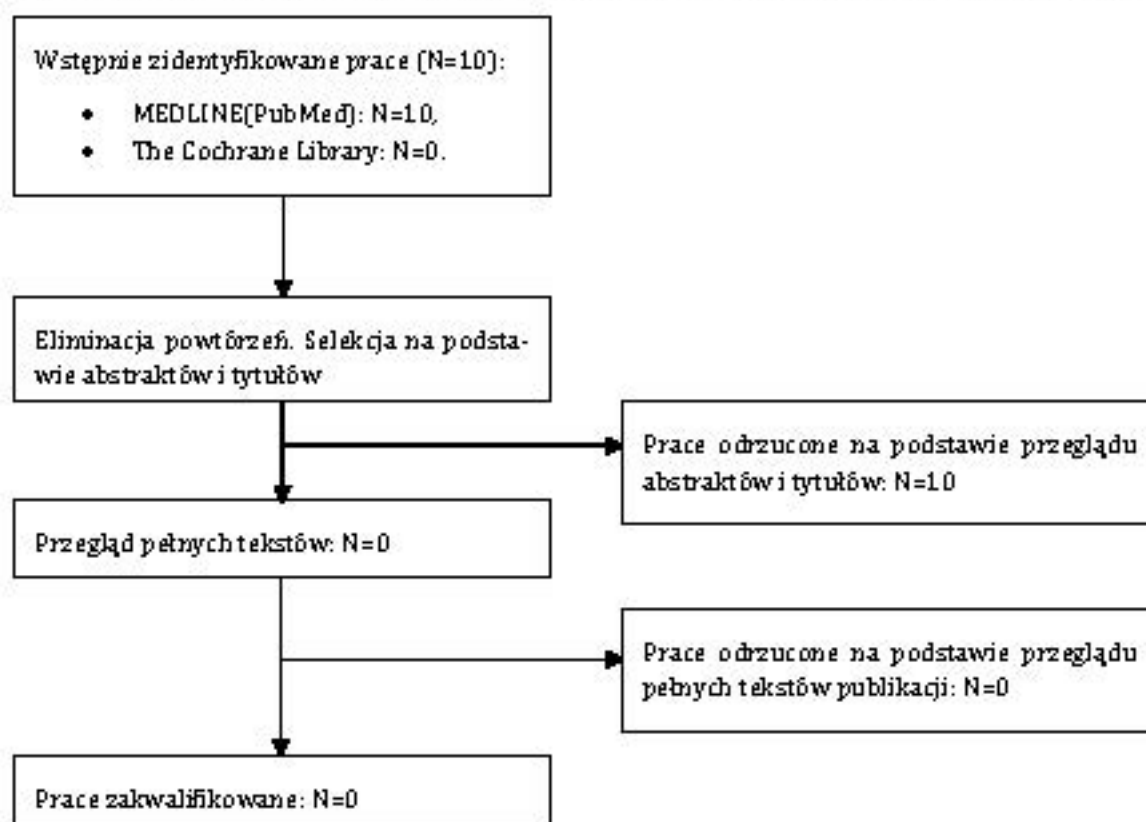 Wstępnie zidentyfikowane prace (N=10):
• MEDLINE(PubMed): N=10,
• The Cochrane Library: N=0.
Eliminacja powtórzeń. Selekcja na podsta-
wie abstraktów i tytułów
Prace odrzucone na podstawie przeglądu
abstraktów i tytułów: N=10
Przegląd pełnych tekstów: N=0
Prace odrzucone na podstawie przeglądu
pełnych tekstów publikacji: N=0
Prace zakwalifikowane: N=0